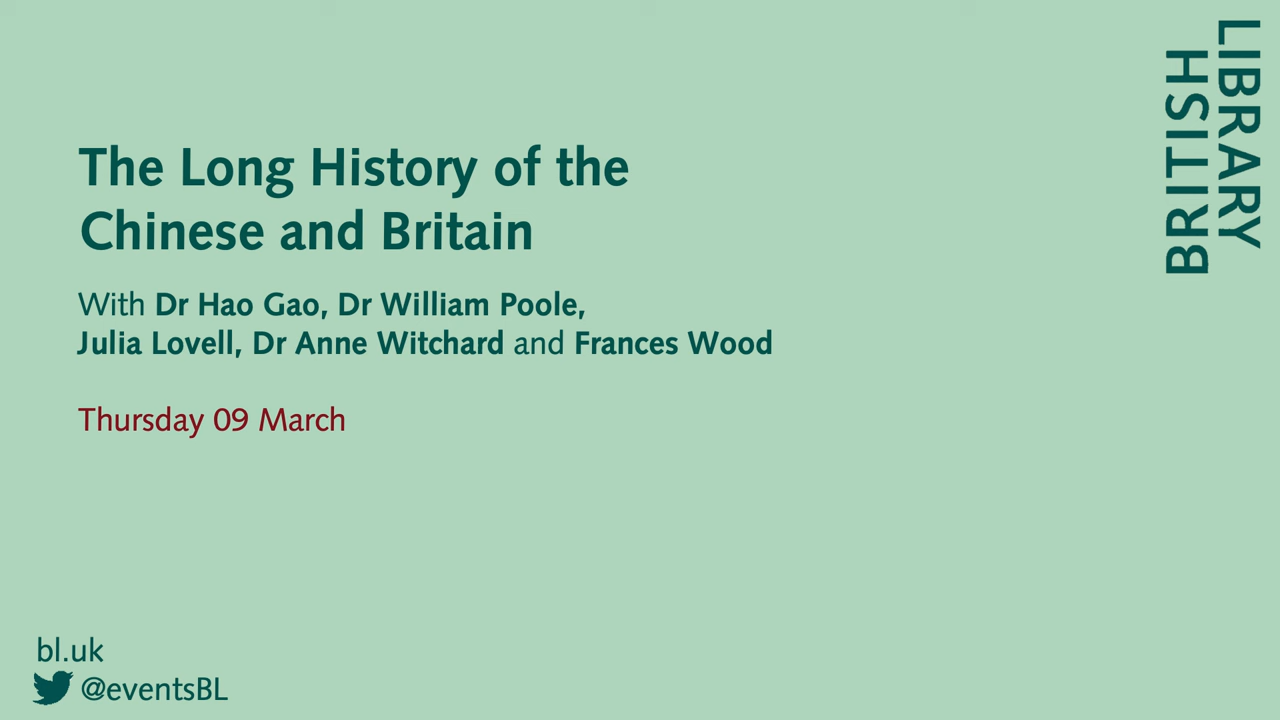 The Long History of the
Chinese and Britain
With Dr Hao Gao, Dr William Poole,
Julia Lovell, Dr Anne Witchard and Frances Wood
Thursday 09 March
BRITISH
LIBRARY
bl.uk
@eventsBL